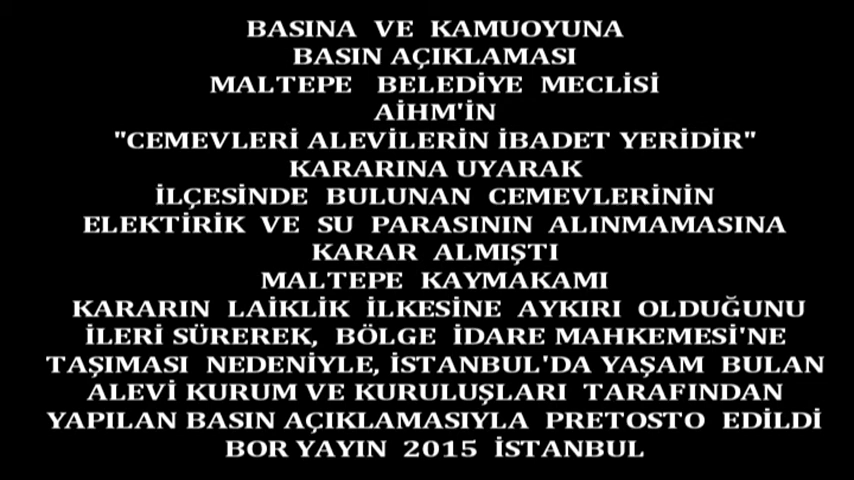 BASINA VE KAMUOYUNA
BASIN AÇIKLAMASI
MALTEPE BELEDİYE MECLİSİ
AİHM'İN
"CEMEVLERİ ALEVİLERİN İBADET YERİDİR"
KARARINA UYARAK
İLÇESİNDE BULUNAN CEMEVLERİNİN
ELEKTİRİK VE SU PARASININ ALINMAMASINA
KARAR ALMIŞTI
MALTEPE KAYMAKAMI
KARARIN LAİKLİK İLKESİNE AYKIRI OLDUĞUNU
İLERİ SÜREREK, BÖLGE İDARE MAHKEMESİ'NE
TAŞIMASI NEDENİYLE, İSTANBUL'DA YAŞAM BULAN
ALEVİ KURUM VE KURULUŞLARI TARAFINDAN
YAPILAN BASIN AÇIKLAMASIYLA PRETOSTO EDİLDİ
BOR YAYIN 2015 İSTANBUL